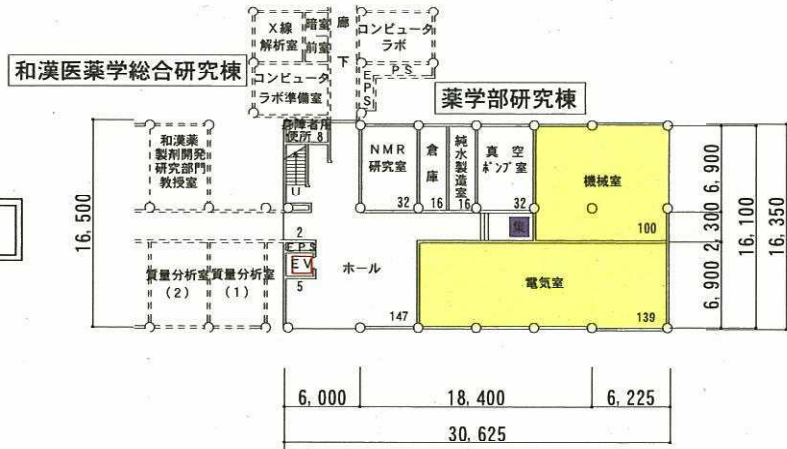 X線
解析室
暗室
前室
廊
下
コンピュータ
ラボ
和漢医薬学総合研究棟
コンピュータ
ラボ準備室
EPS
PS
薬学部研究棟
身障者用
便所 8
和漢薬
製剤開発
研究部門
教授室
NMR
研究室
32
倉
庫
16
純水製造室
16
真空
ポンプ室
32
機械室
100
16,500
U
2
EPS
EV
5
ホール
147
集
電気室
139
質量分析室
(2)
質量分析室
(1)
6,900
2,300
6,900
16,100
16,350
6,000
18,400
6,225
30,625